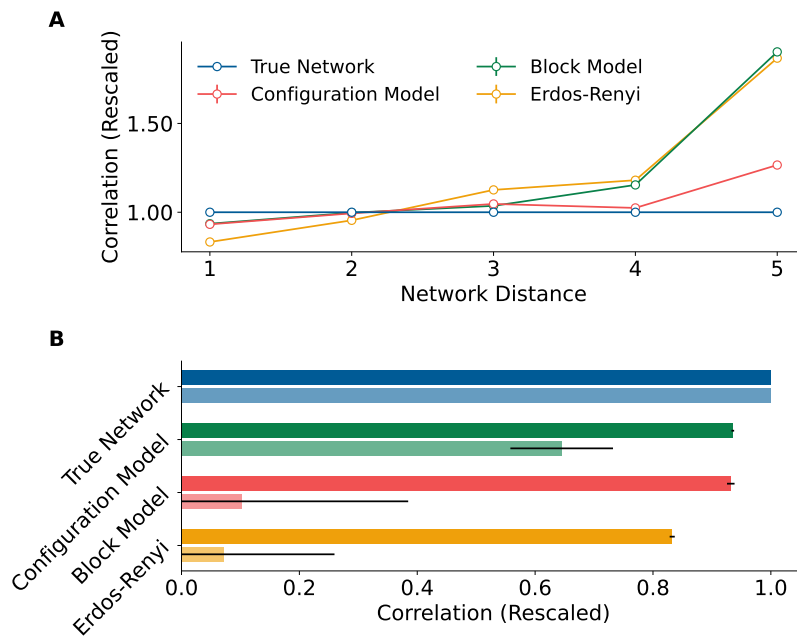 A
Correlation (Rescaled)
1.50
1.00
True Network
Configuration Model
Block Model
Erdos-Renyi
1 2 3 4 5
Network Distance
B
True Network
Configuration Model
Block Model
Erdos-Renyi
0.0 0.2 0.4 0.6 0.8 1.0
Correlation (Rescaled)